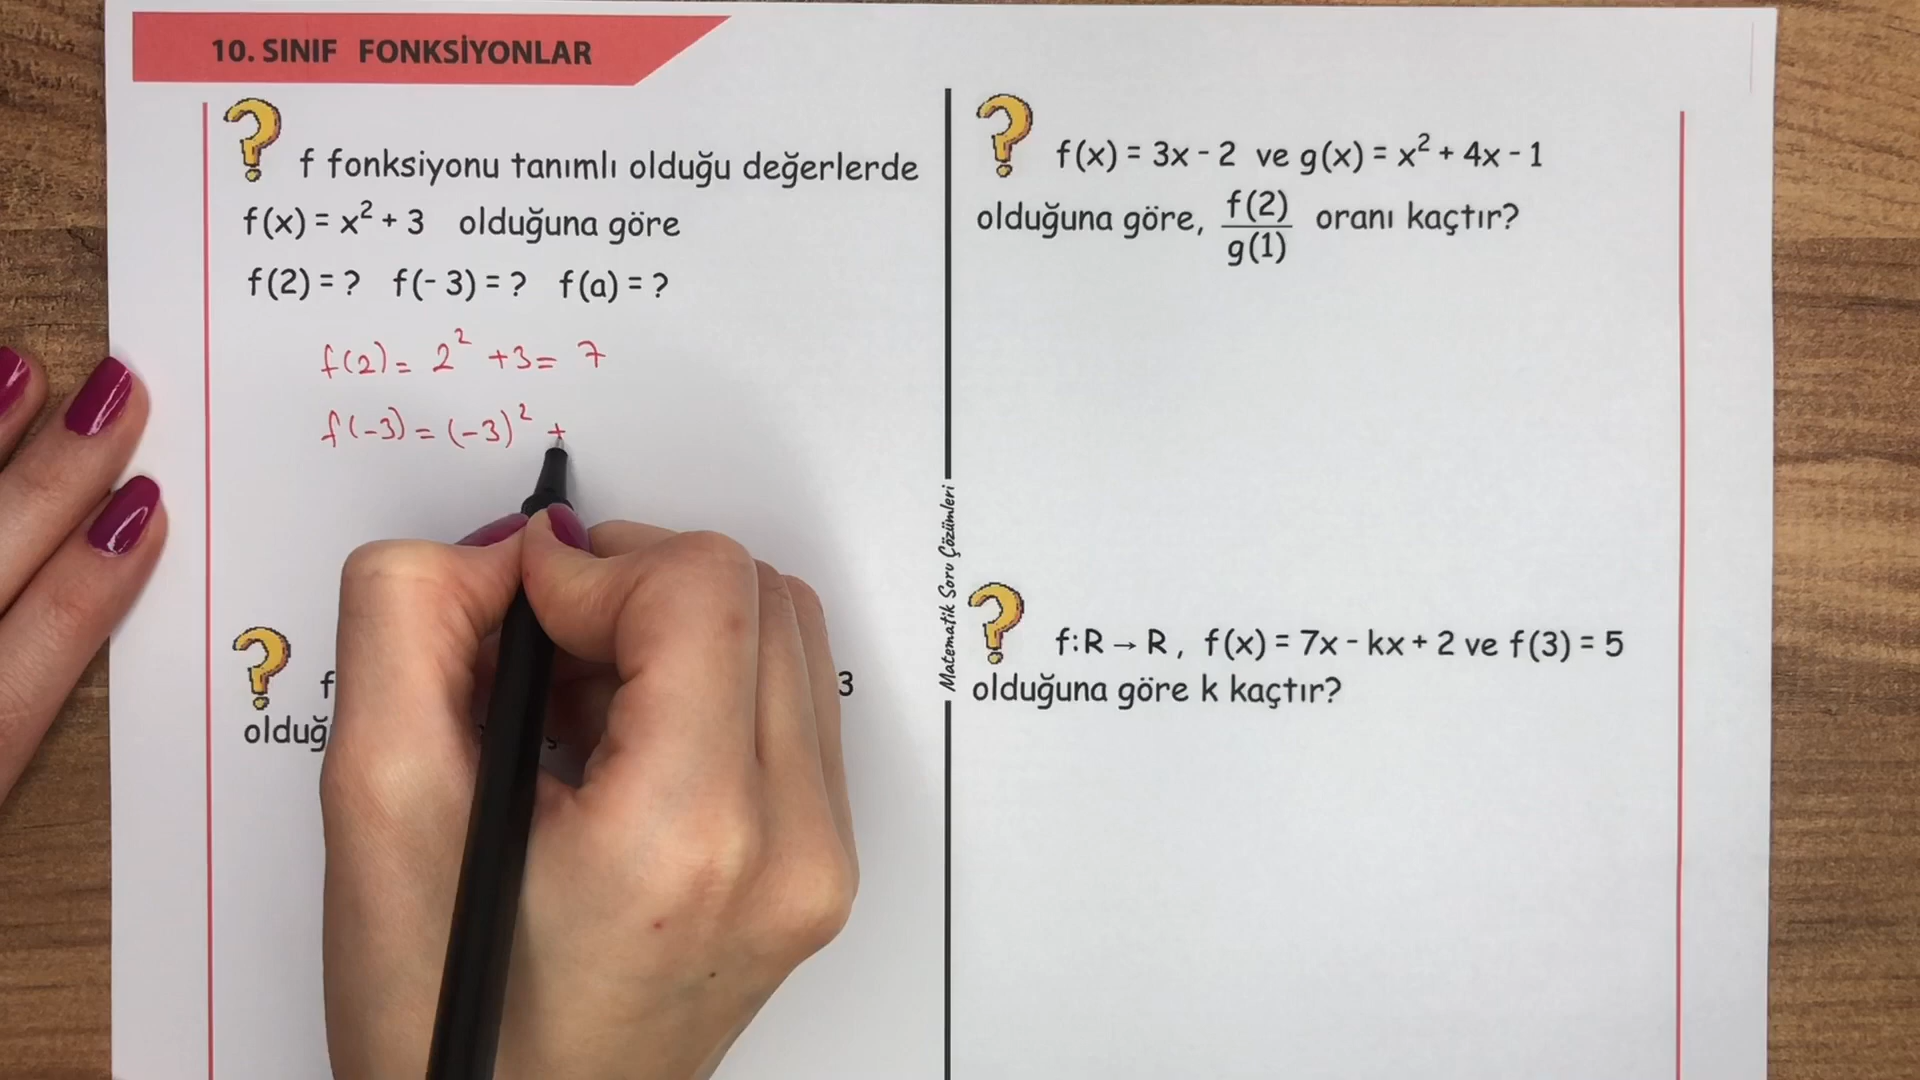 10. SINIF FONKSİYONLAR
f fonksiyonu tanımlı olduğu değerlerde
f(x) = x² + 3 olduğuna göre
f(2) = ? f(- 3) = ? f(a) = ?
f(2) = 2² +3 = 7
f(-3) = (-3)² +
f 3
Matematik Soru Çözümleri
f(x) = 3x - 2 ve g(x) = x² + 4x - 1
olduğuna göre, f(2)/g(1) oranı kaçtır?
f:R → R, f(x) = 7x - kx + 2 ve f(3) = 5
olduğuna göre k kaçtır?